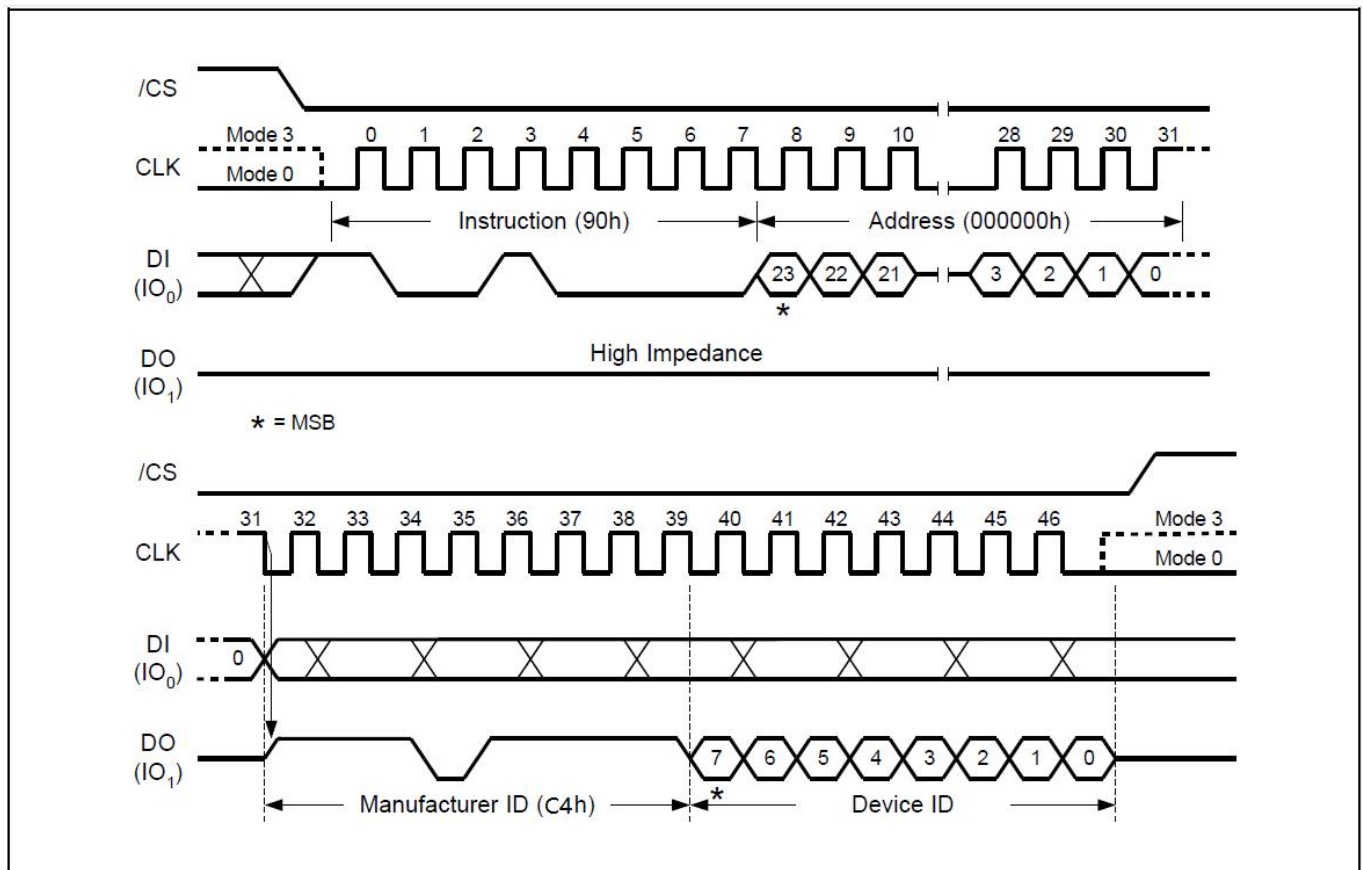 /CS
Mode 3 0 1 2 3 4 5 6 7 8 9 10 28 29 30 31
CLK
Mode 0
Instruction (90h) Address (000000h)
DI
(IO0) 23 22 21 3 2 1 0
*
High Impedance
DO
(IO1)
* = MSB
/CS
31 32 33 34 35 36 37 38 39 40 41 42 43 44 45 46 Mode 3
CLK
Mode 0
DI
(IO0) 0
DO
(IO1) 7 6 5 4 3 2 1 0
*
Manufacturer ID (C4h) Device ID